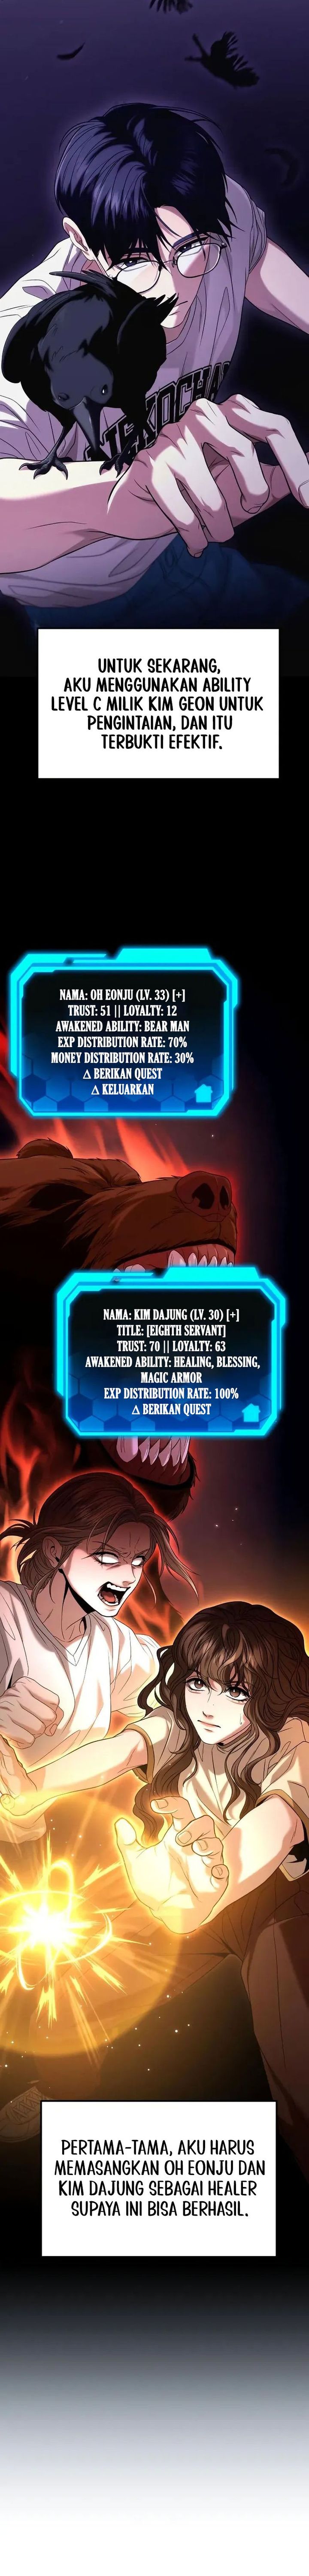 EKOCHA
UNTUK SEKARANG,
AKU MENGGUNAKAN ABILITY
LEVEL C MILIK KIM GEON UNTUK
PENGINTAIAN, DAN ITU
TERBUKTI EFEKTIF.
NAMA: OH EONJU (LV. 33) [+]
TRUST: 51 || LOYALITY: 12
AWAKENED ABILITY: BEAR MAN
EXP DISTRIBUTION RATE: 70%
MONEY DISTRIBUTION RATE: 30%
∆ BERIKAN QUEST
∆ KELUARKAN
NAMA: KIM DAJUNG (LV. 30) [+]
TITLE: [EIGHTH SERVANT]
TRUST: 70 || LOYALITY: 63
AWAKENED ABILITY: HEALING, BLESSING,
MAGIC ARMOR
EXP DISTRIBUTION RATE: 100%
∆ BERIKAN QUEST
PERTAMA-TAMA, AKU HARUS
MEMASANGKAN OH EONJU DAN
KIM DAJUNG SEBAGAI HEALER
SUPAYA INI BISA BERHASIL.